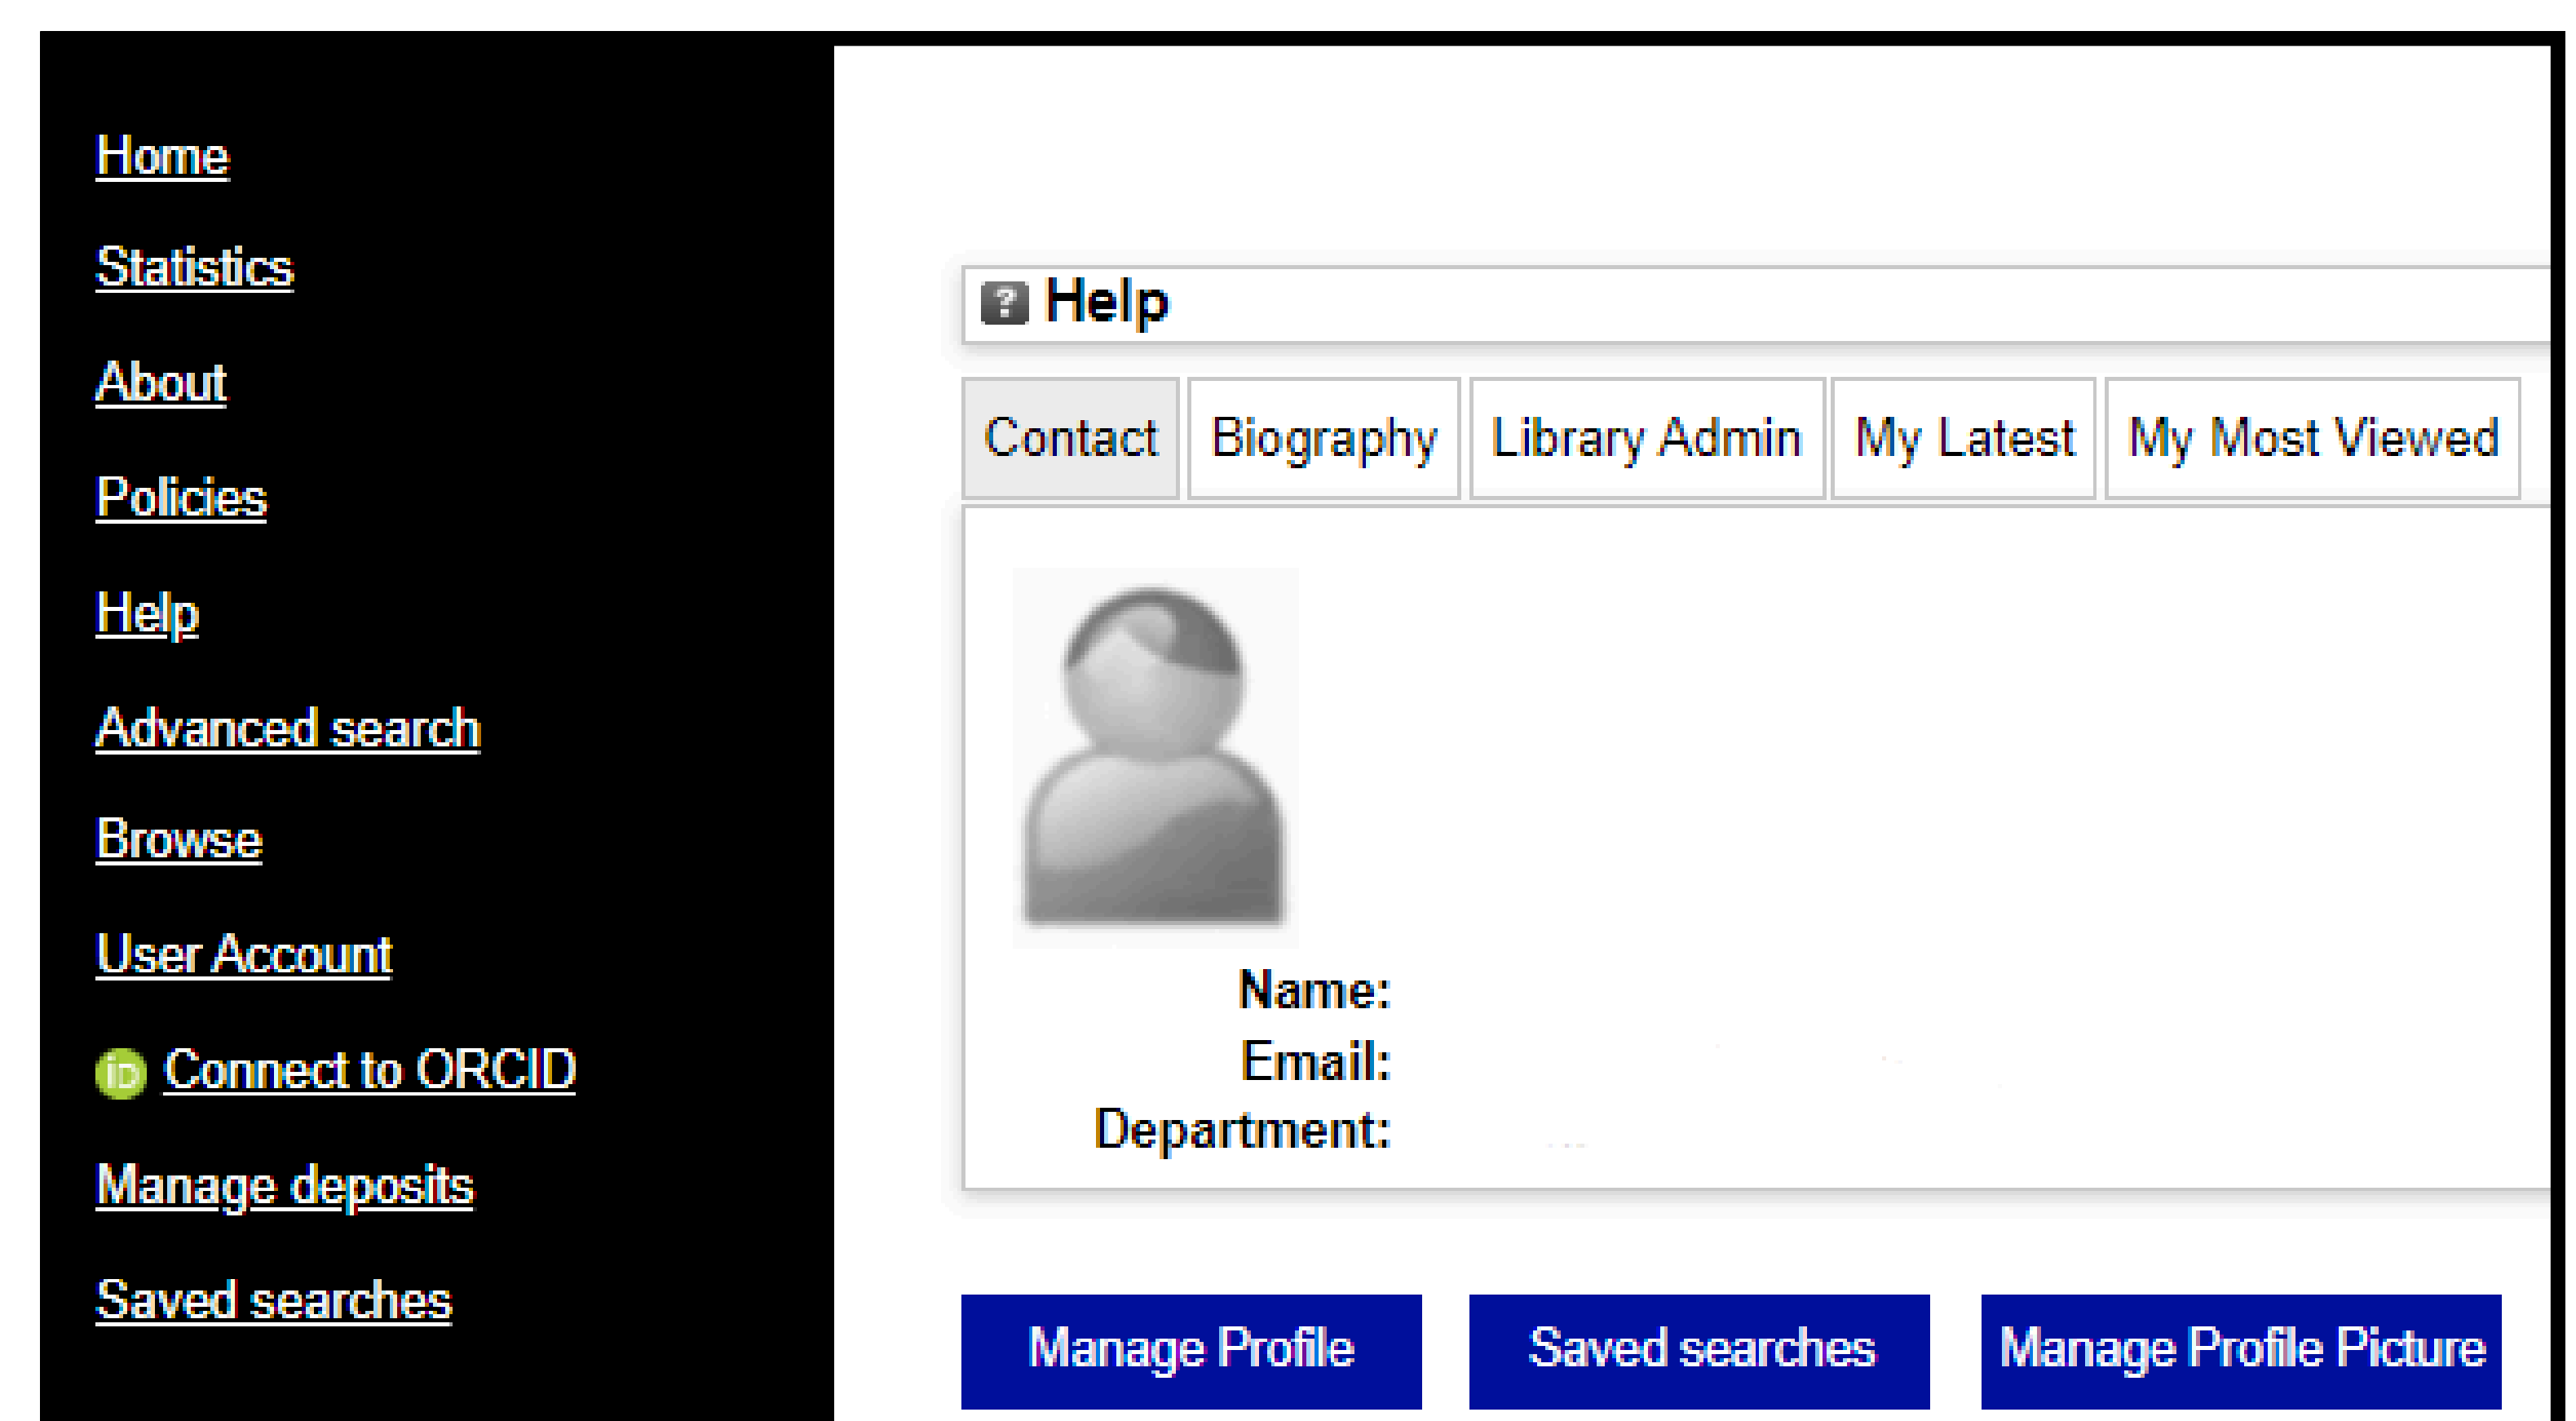 Home
Statistics
About
Policies
Help
Advanced search
Browse
User Account
iD Connect to ORCID
Manage deposits
Saved searches
? Help
Contact Biography Library Admin My Latest My Most Viewed
Name:
Email:
Department:
Manage Profile Saved searches Manage Profile Picture